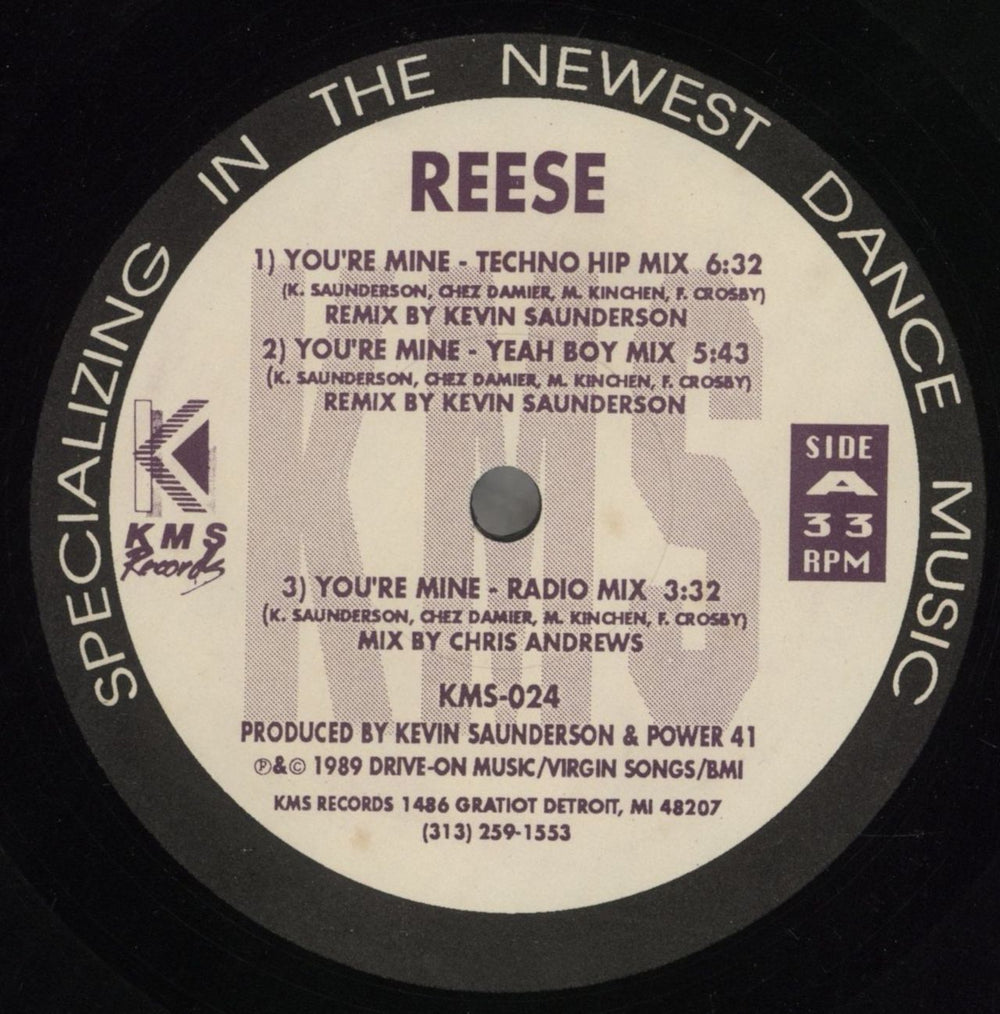 SPECIALIZING IN THE NEWEST DANCE MUSIC
REESE
1) YOU'RE MINE - TECHNO HIP MIX 6:32
(K. SAUNDERSON, CHEZ DAMIER, M. KINCHEN, F. CROSBY)
REMIX BY KEVIN SAUNDERSON
2) YOU'RE MINE - YEAH BOY MIX 5:43
(K. SAUNDERSON, CHEZ DAMIER, M. KINCHEN, F. CROSBY)
REMIX BY KEVIN SAUNDERSON
KMS
K
KMS
Records
SIDE
A
33
RPM
3) YOU'RE MINE - RADIO MIX 3:32
(K. SAUNDERSON, CHEZ DAMIER, M. KINCHEN, F. CROSBY)
MIX BY CHRIS ANDREWS
KMS-024
PRODUCED BY KEVIN SAUNDERSON & POWER 41
℗&© 1989 DRIVE-ON MUSIC/VIRGIN SONGS/BMI
KMS RECORDS 1486 GRATIOT DETROIT, MI 48207
(313) 259-1553